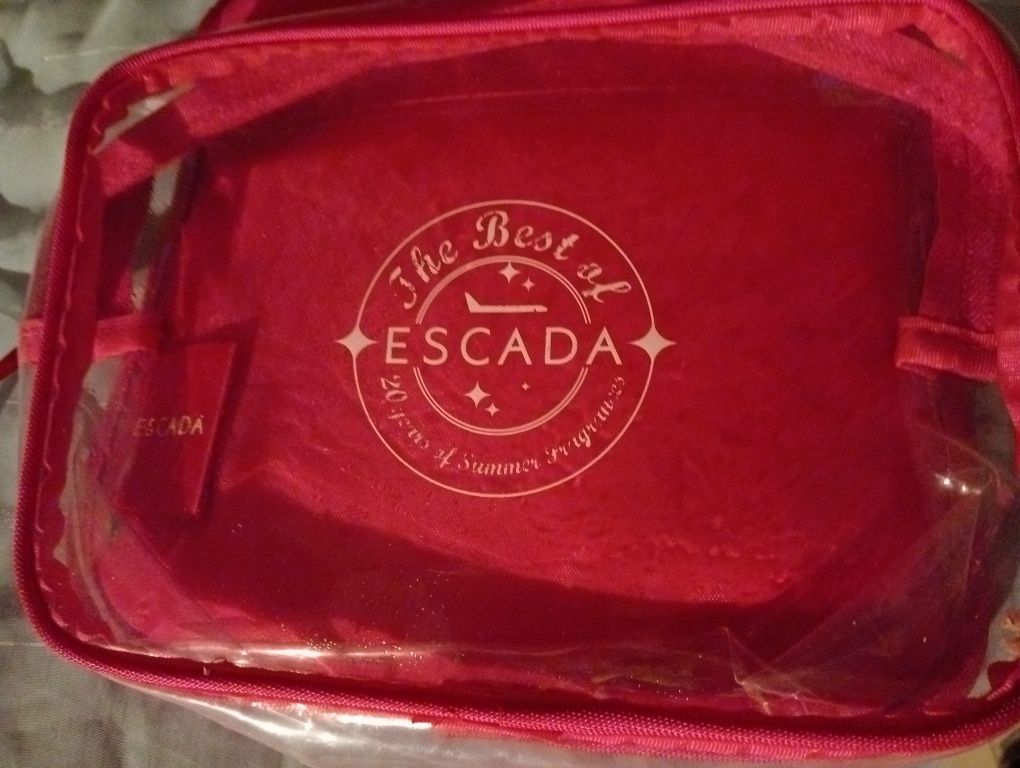 The Best of
ESCADA
20 Years of Summer Fragrances
ESCADA